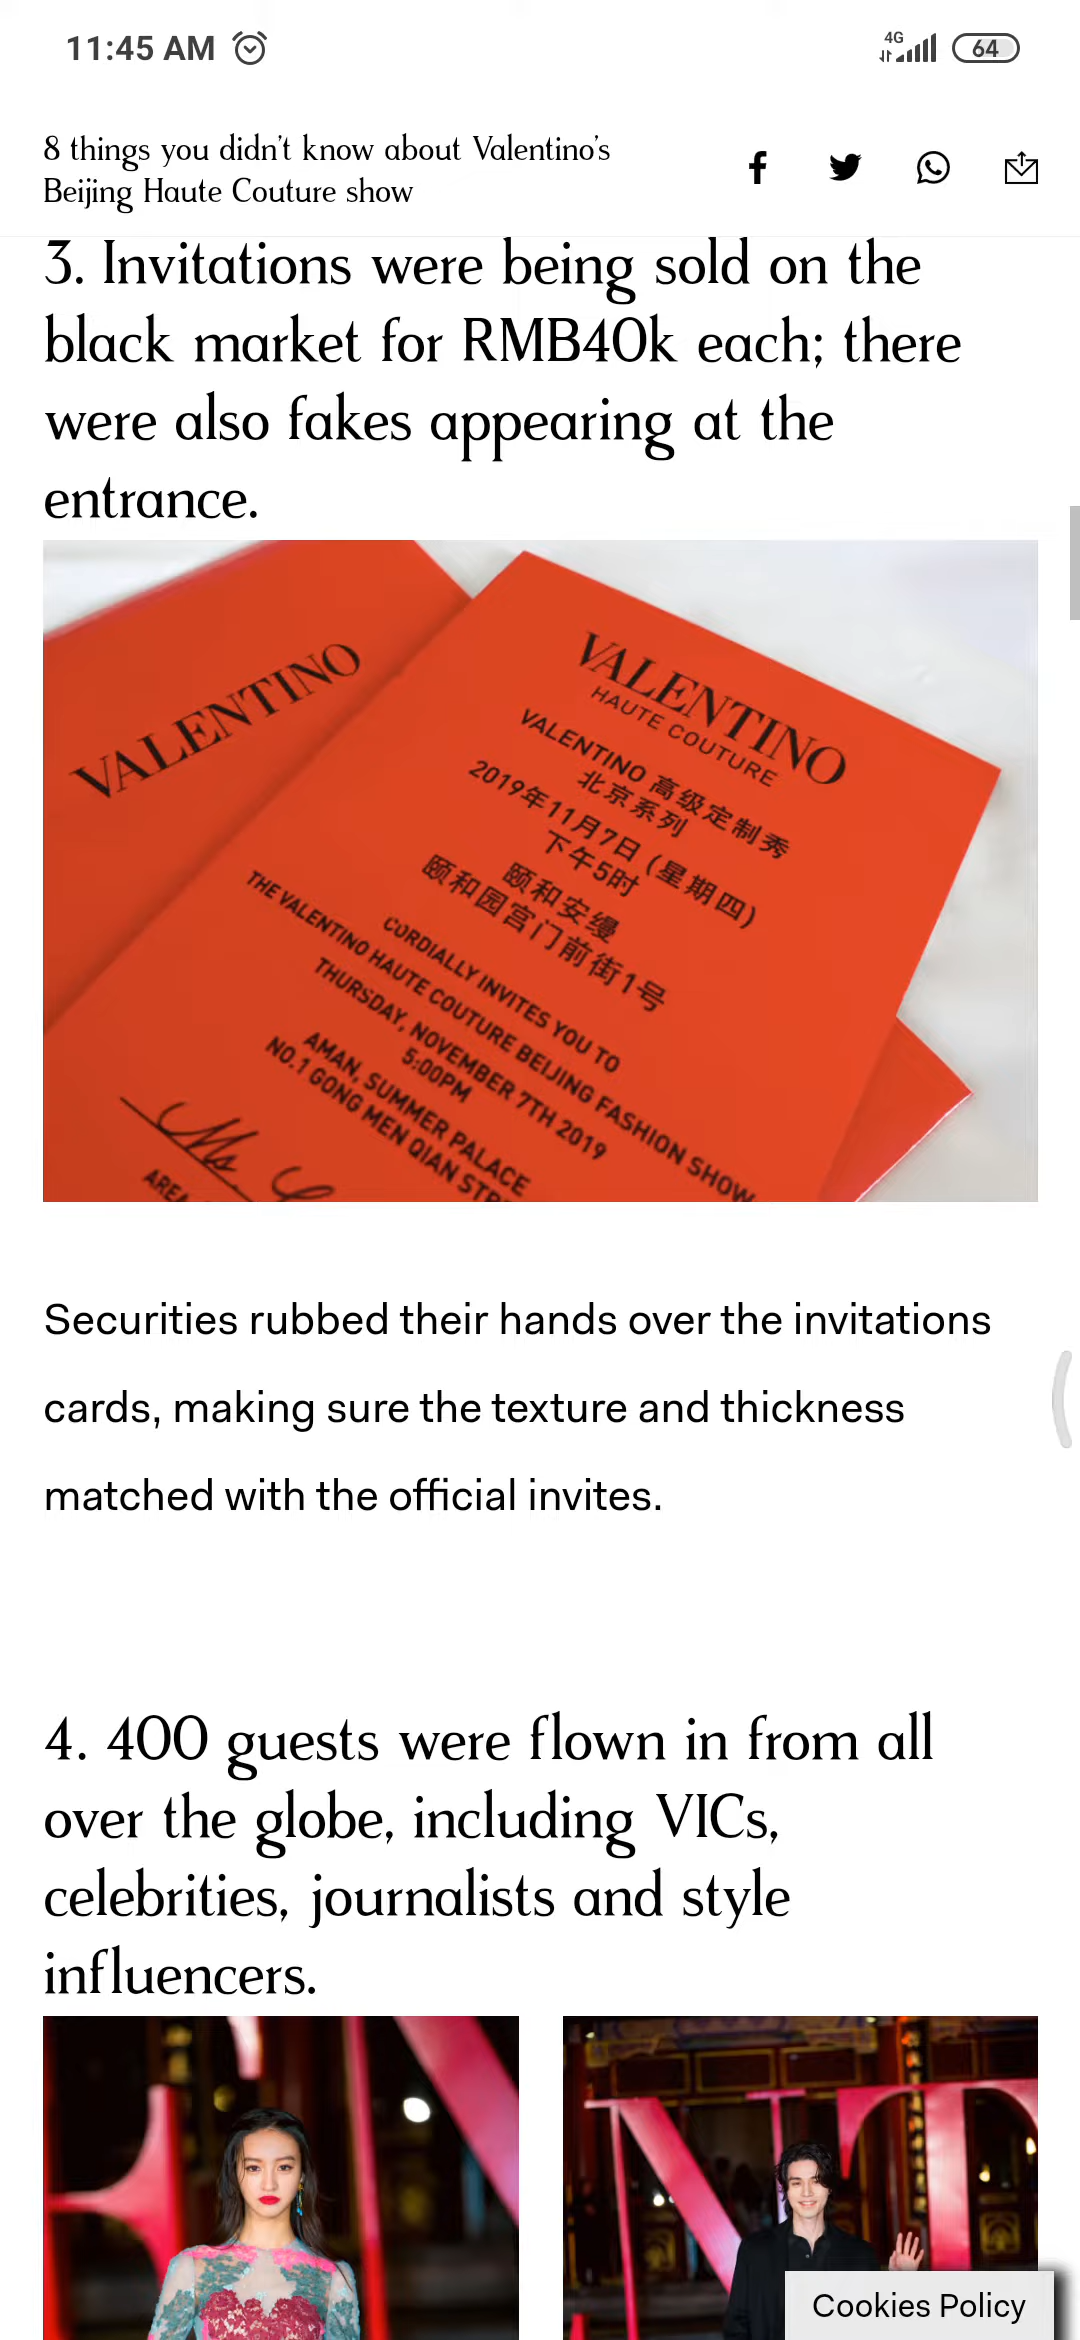 11:45 AM
4G
64
8 things you didn't know about Valentino's
Beijing Haute Couture show
3. Invitations were being sold on the
black market for RMB40k each; there
were also fakes appearing at the
entrance.
VALENTINO
VALENTINO
HAUTE COUTURE
VALENTINO 高级定制秀
北京系列
2019年11月7日 (星期四)
下午5时
颐和安缦
颐和园宫门前街1号
CORDIALLY INVITES YOU TO
THE VALENTINO HAUTE COUTURE BEIJING FASHION SHOW
THURSDAY, NOVEMBER 7TH 2019
5:00PM
AMAN, SUMMER PALACE
NO.1 GONG MEN QIAN
Ms.
AREA
Securities rubbed their hands over the invitations
cards, making sure the texture and thickness
matched with the official invites.
4. 400 guests were flown in from all
over the globe, including VICs,
celebrities, journalists and style
influencers.
Cookies Policy